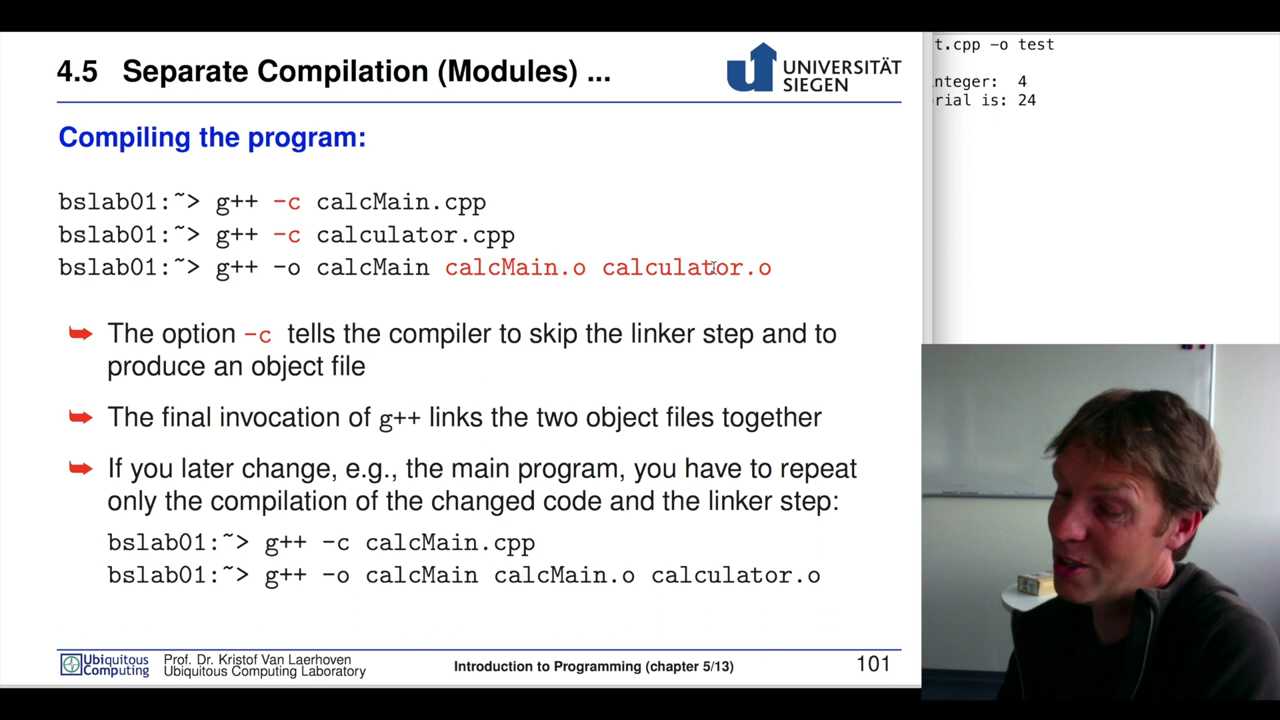 4.5 Separate Compilation (Modules) ...
UNIVERSITÄT
SIEGEN
Compiling the program:
bslab01:~> g++ -c calcMain.cpp
bslab01:~> g++ -c calculator.cpp
bslab01:~> g++ -o calcMain calcMain.o calculator.o
The option -c tells the compiler to skip the linker step and to
produce an object file
The final invocation of g++ links the two object files together
If you later change, e.g., the main program, you have to repeat
only the compilation of the changed code and the linker step:
bslab01:~> g++ -c calcMain.cpp
bslab01:~> g++ -o calcMain calcMain.o calculator.o
Ubiquitous
Computing
Prof. Dr. Kristof Van Laerhoven
Ubiquitous Computing Laboratory
Introduction to Programming (chapter 5/13)
101
t.cpp -o test
nteger: 4
rial is: 24